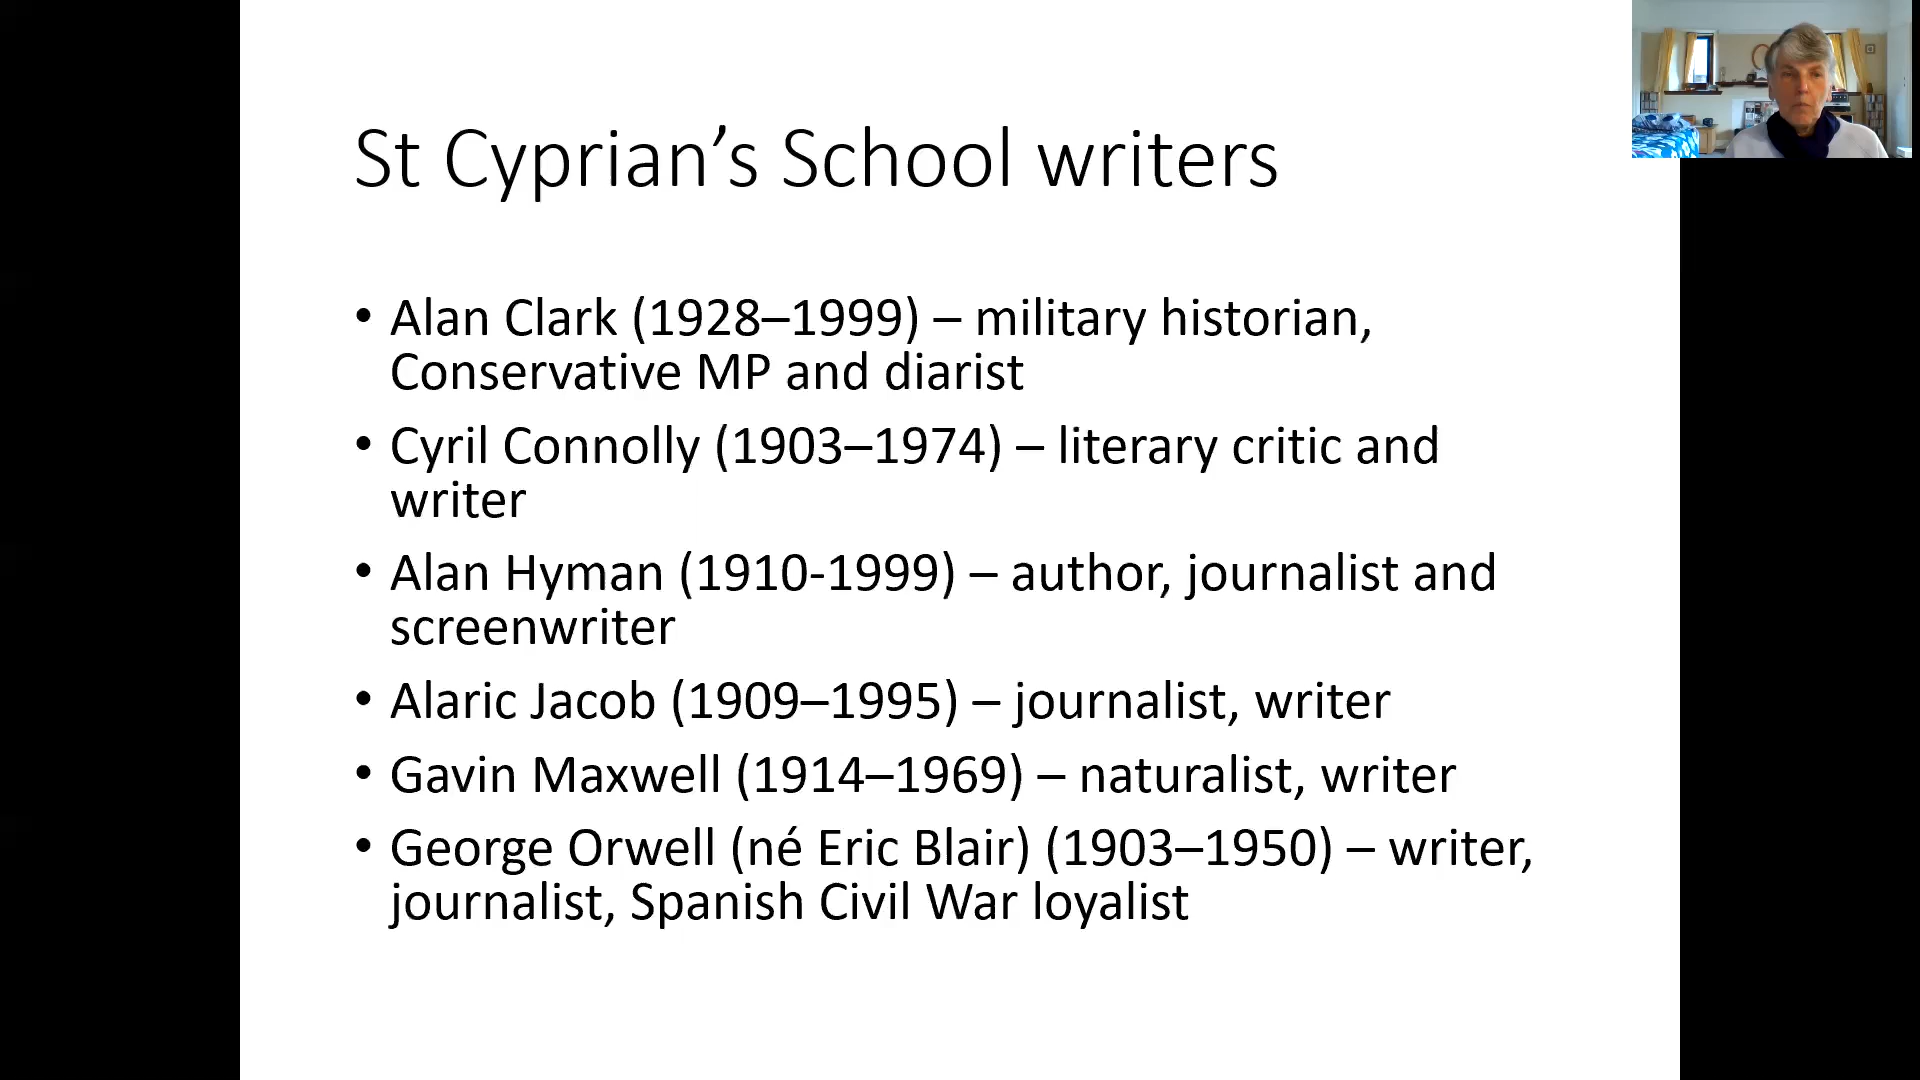 St Cyprian’s School writers
• Alan Clark (1928–1999) – military historian,
Conservative MP and diarist
• Cyril Connolly (1903–1974) – literary critic and
writer
• Alan Hyman (1910-1999) – author, journalist and
screenwriter
• Alaric Jacob (1909–1995) – journalist, writer
• Gavin Maxwell (1914–1969) – naturalist, writer
• George Orwell (né Eric Blair) (1903–1950) – writer,
journalist, Spanish Civil War loyalist